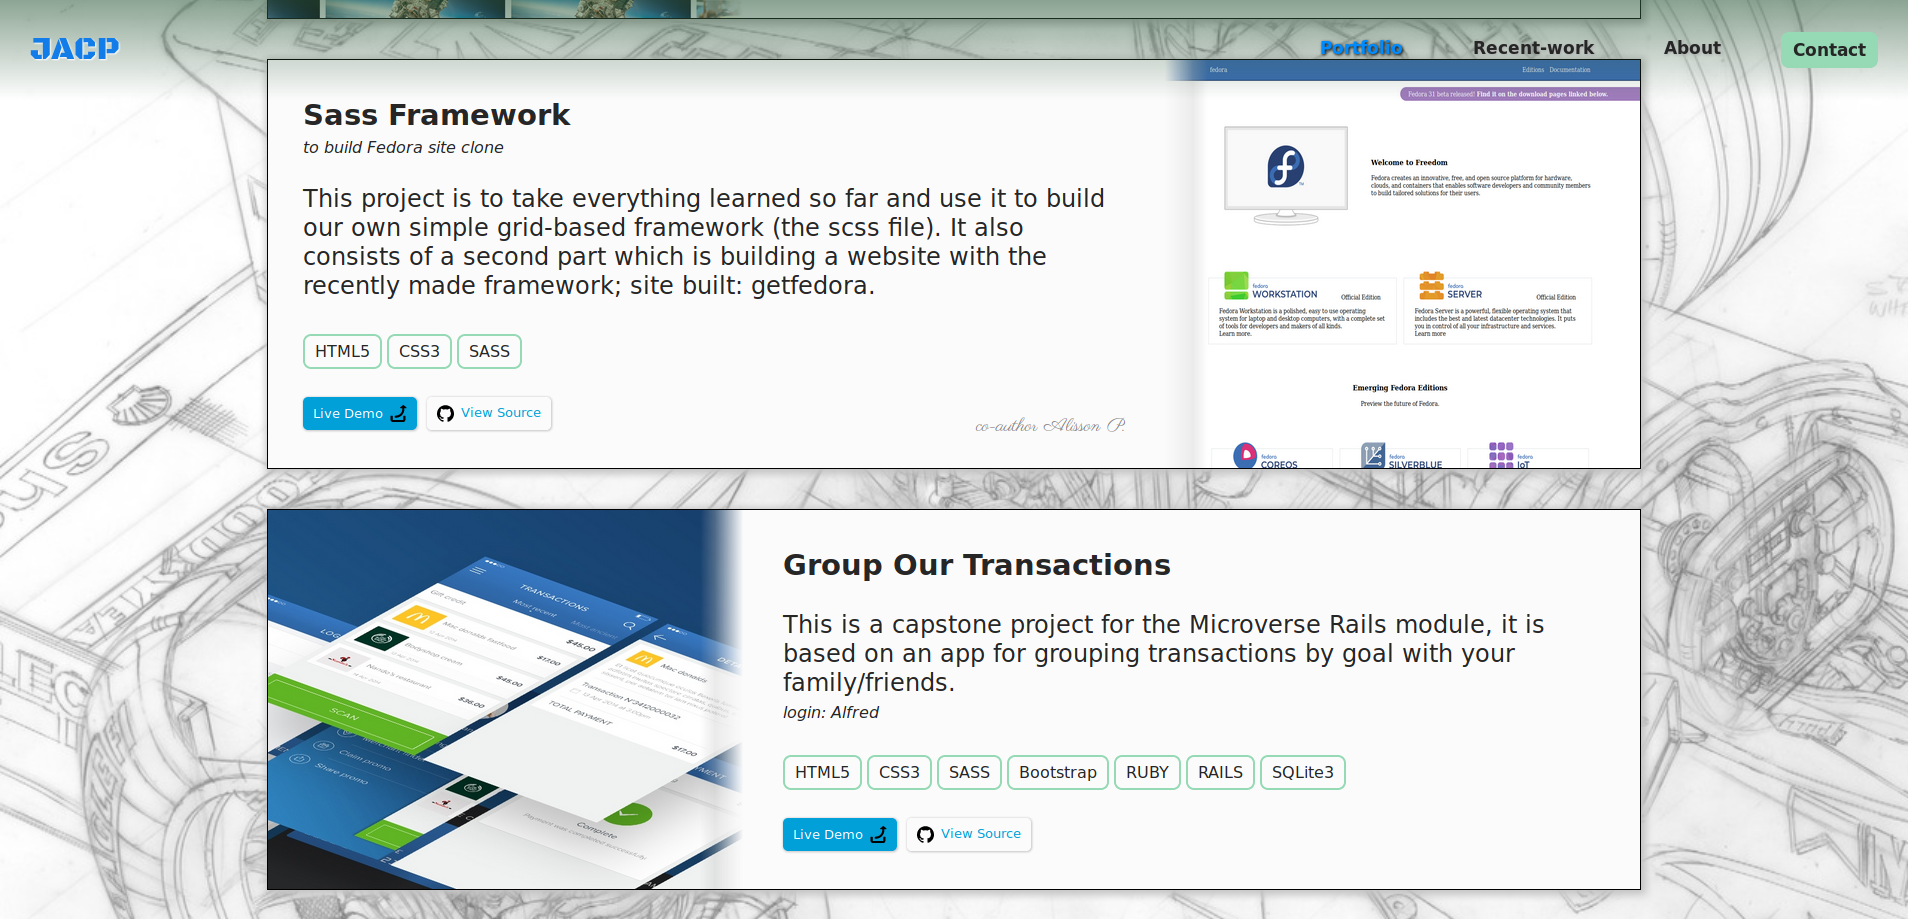 JACP
Portfolio
Recent-work
About
Contact
Sass Framework
to build Fedora site clone
This project is to take everything learned so far and use it to build
our own simple grid-based framework (the scss file). It also
consists of a second part which is building a website with the
recently made framework; site built: getfedora.
HTML5
CSS3
SASS
Live Demo
View Source
co-author Alisson P.
fedora
Editions Documentation
Fedora 31 beta released! Find it on the download pages linked below.
Welcome to Freedom
Fedora creates an innovative, free, and open source platform for hardware,
clouds, and containers that enables software developers and community members
to build tailored solutions for their users.
fedora
WORKSTATION
Official Edition
Fedora Workstation is a polished, easy to use operating
system for laptop and desktop computers, with a complete set
of tools for developers and makers of all kinds.
Learn more.
fedora
SERVER
Official Edition
Fedora Server is a powerful, flexible operating system that
includes the best and latest datacenter technologies. It puts
you in control of all your infrastructure and services.
Learn more
Emerging Fedora Editions
Preview the future of Fedora.
fedora
COREOS
fedora
SILVERBLUE
fedora
IoT
TRANSACTIONS
Most recent
Gift credit
Mac donalds fastfood
$45.00
Bodyshop cream
$17.00
Nando's restaurant
$45.00
$36.00
SCAN
Mac donalds
Transaction N°3412000032
TOTAL PAYMENT
$17.00
Claim promo
Share promo
Complete
Payment was completed successfully.
Group Our Transactions
This is a capstone project for the Microverse Rails module, it is
based on an app for grouping transactions by goal with your
family/friends.
login: Alfred
HTML5
CSS3
SASS
Bootstrap
RUBY
RAILS
SQLite3
Live Demo
View Source